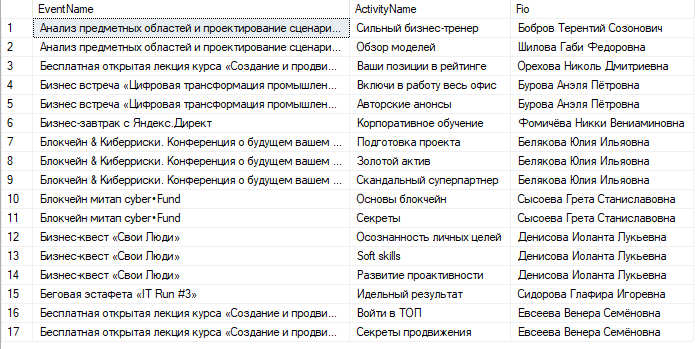 EventName ActivityName Fio
1 Анализ предметных областей и проектирование сценари... Сильный бизнес-тренер Бобров Терентий Созонович
2 Анализ предметных областей и проектирование сценари... Обзор моделей Шилова Габи Федоровна
3 Бесплатная открытая лекция курса «Создание и продви... Ваши позиции в рейтинге Орехова Николь Дмитриевна
4 Бизнес встреча «Цифровая трансформация промышлен... Включи в работу весь офис Бурова Анэля Пётровна
5 Бизнес встреча «Цифровая трансформация промышлен... Авторские анонсы Бурова Анэля Пётровна
6 Бизнес-завтрак с Яндекс.Директ Корпоративное обучение Фомичёва Никки Вениаминовна
7 Блокчейн & Киберриски. Конференция о будущем вашем ... Подготовка проекта Белякова Юлия Ильяовна
8 Блокчейн & Киберриски. Конференция о будущем вашем ... Золотой актив Белякова Юлия Ильяовна
9 Блокчейн & Киберриски. Конференция о будущем вашем ... Скандальный суперпартнер Белякова Юлия Ильяовна
10 Блокчейн митап cyber•Fund Основы блокчейн Сысоева Грета Станиславовна
11 Блокчейн митап cyber•Fund Секреты Сысоева Грета Станиславовна
12 Бизнес-квест «Свои Люди» Осознанность личных целей Денисова Иоланта Лукьевна
13 Бизнес-квест «Свои Люди» Soft skills Денисова Иоланта Лукьевна
14 Бизнес-квест «Свои Люди» Развитие проактивности Денисова Иоланта Лукьевна
15 Беговая эстафета «IT Run #3» Идельный результат Сидорова Глафира Игоревна
16 Бесплатная открытая лекция курса «Создание и продви... Войти в ТОП Евсеева Венера Семёновна
17 Бесплатная открытая лекция курса «Создание и продви... Секреты продвижения Евсеева Венера Семёновна